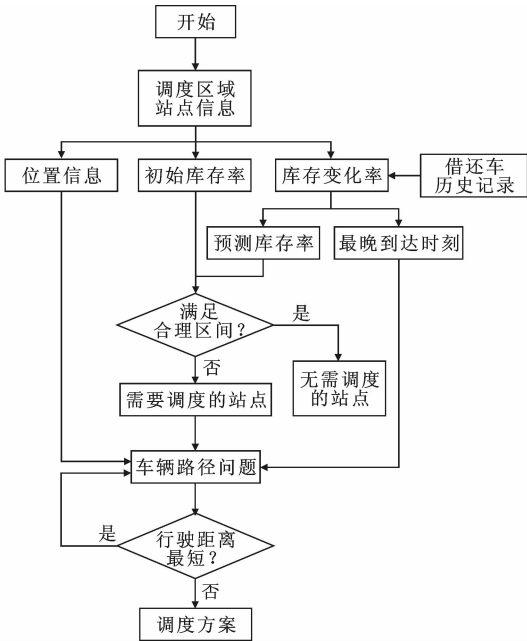 开始
调度区域
站点信息
位置信息
初始库存率
库存变化率
借还车
历史记录
预测库存率
最晚到达时刻
满足
合理区间?
是
否
无需调度
的站点
需要调度的站点
车辆路径问题
是
行驶距离
最短?
否
调度方案